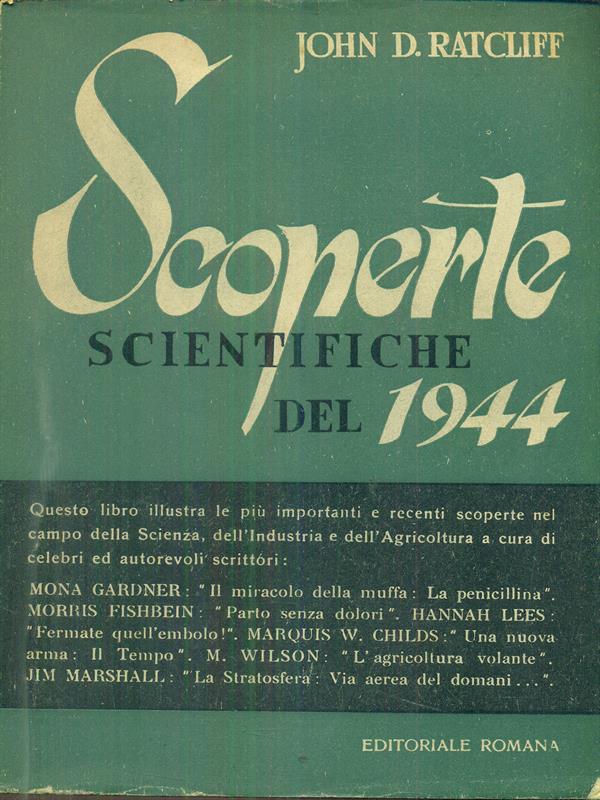 JOHN D. RATCLIFF
Scoperte
SCIENTIFICHE
DEL 1944
Questo libro illustra le più importanti e recenti scoperte nel
campo della Scienza, dell'Industria e dell'Agricoltura a cura di
celebri ed autorevoli scrittóri:
MONA GARDNER: "Il miracolo della muffa: La penicillina".
MORRIS FISHBEIN: "Parto senza dolori". HANNAH LEES:
"Fermate quell'embolo!". MARQUIS W. CHILDS:" Una nuova
arma: Il Tempo". M. WILSON: "L'agricoltura volante".
JIM MARSHALL: "La Stratosfera: Via aerea del domani...".
EDITORIALE ROMANA